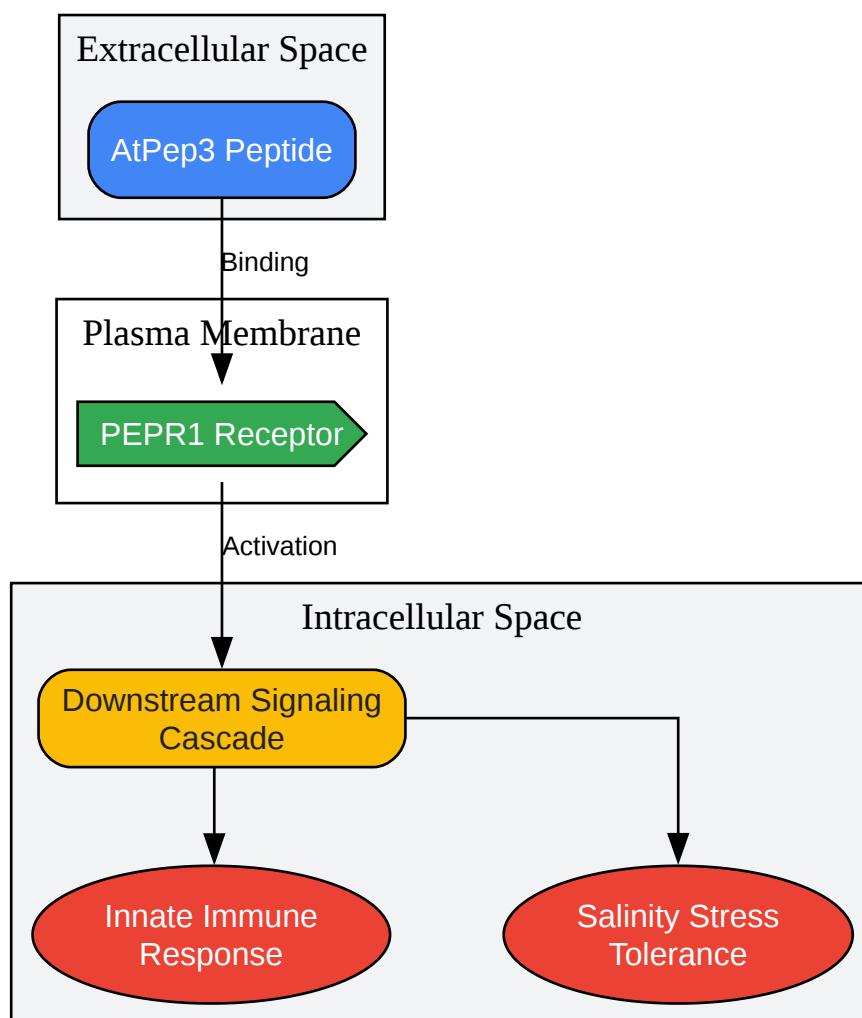 Extracellular Space
AtPep3 Peptide
Binding
Plasma Membrane
PEPR1 Receptor
Activation
Intracellular Space
Downstream Signaling
Cascade
Innate Immune
Response
Salinity Stress
Tolerance